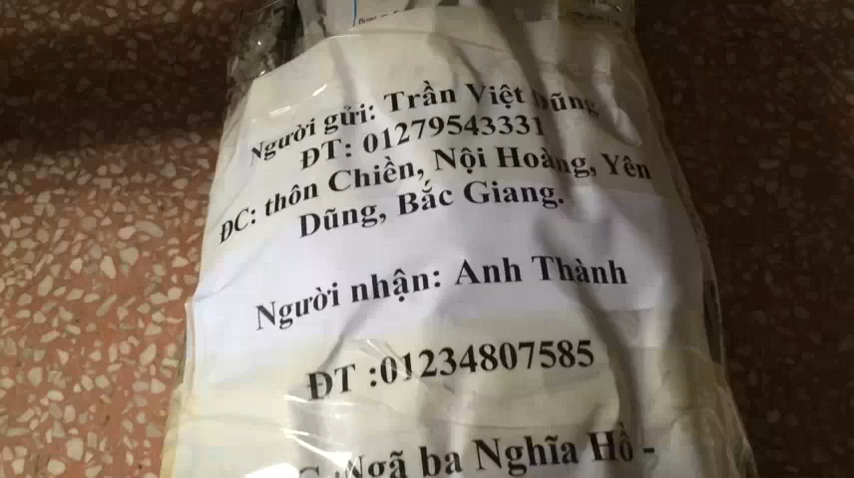 Người gửi: Trần Việt Dũng
ĐT: 01279543331
ĐC: thôn Chiền, Nội Hoàng, Yên
Dũng, Bắc Giang.
Người nhận: Anh Thành
ĐT :01234807585
Ngã ba Nghĩa Hồ -